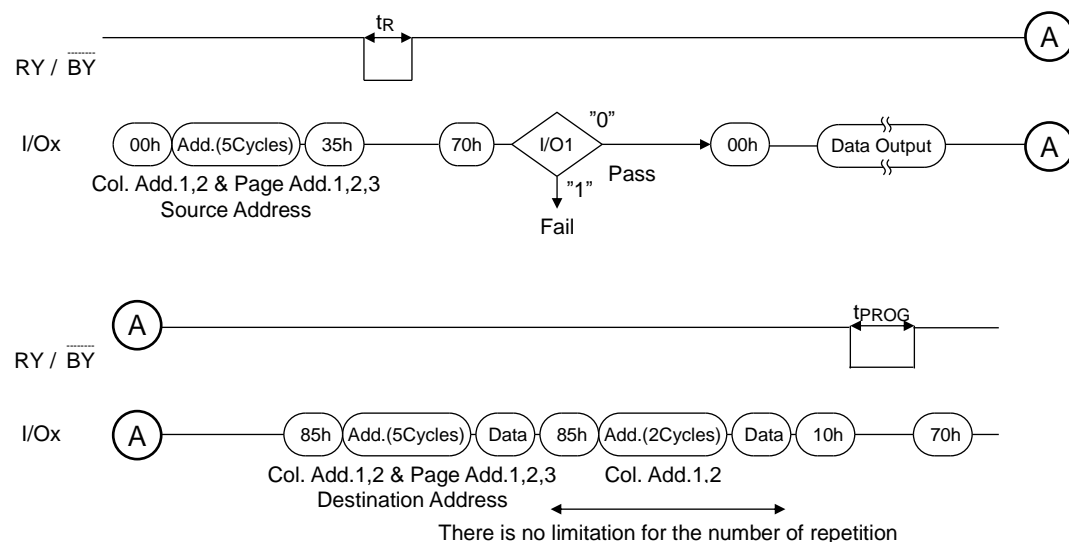 tR
A
RY / BY
I/Ox
00h Add.(5Cycles) 35h 70h I/O1 "0" 00h Data Output A
Pass
"1"
Fail
Col. Add.1,2 & Page Add.1,2,3
Source Address
A
tPROG
RY / BY
I/Ox
A 85h Add.(5Cycles) Data 85h Add.(2Cycles) Data 10h 70h
Col. Add.1,2 & Page Add.1,2,3 Col. Add.1,2
Destination Address
There is no limitation for the number of repetition